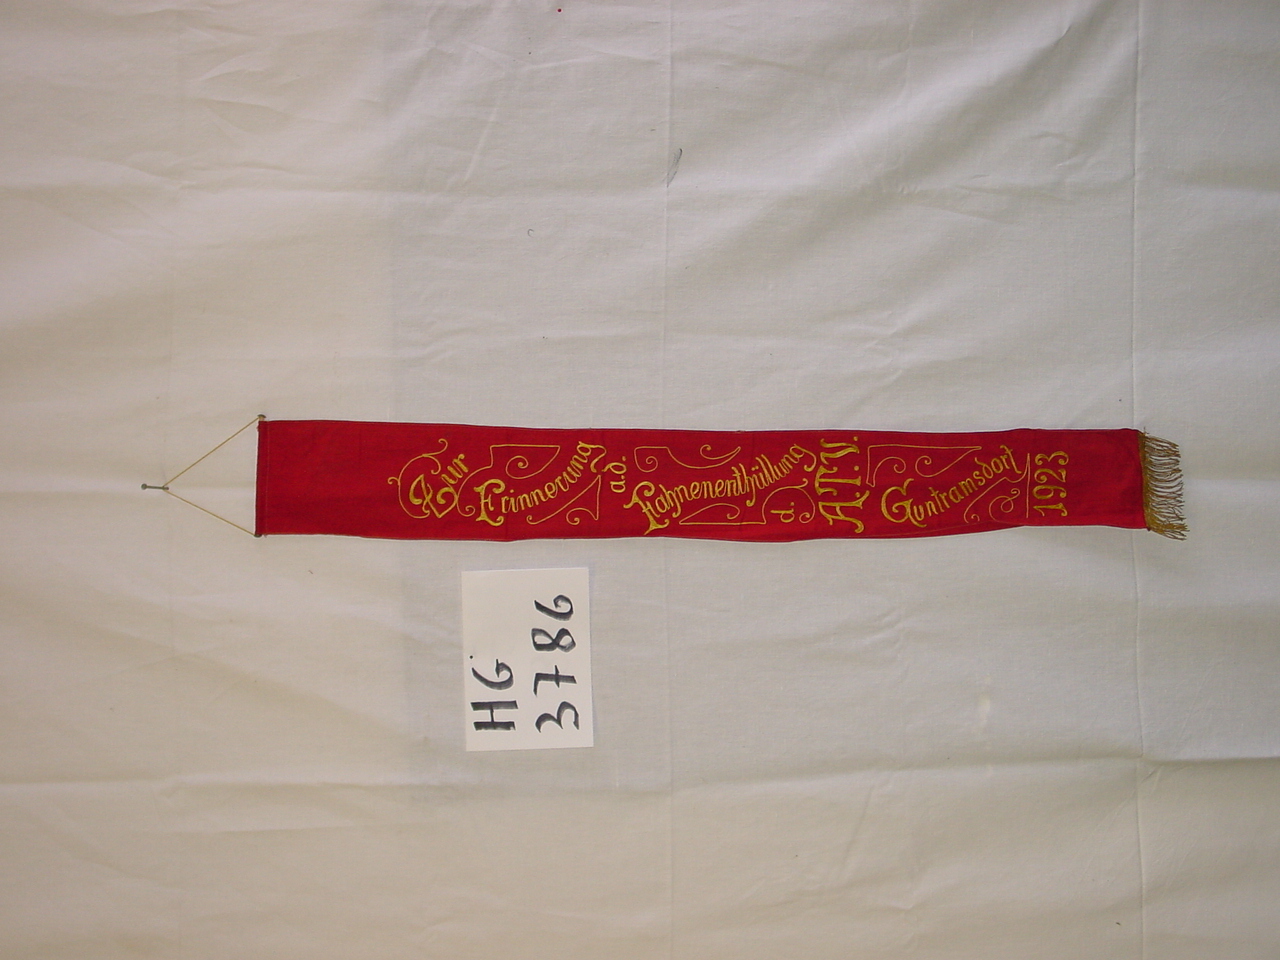 Zur
Erinnerung
a.d.
Fahnenenthüllung
d.
A.T.V.
Guntramsdorf
1923
HG
3786